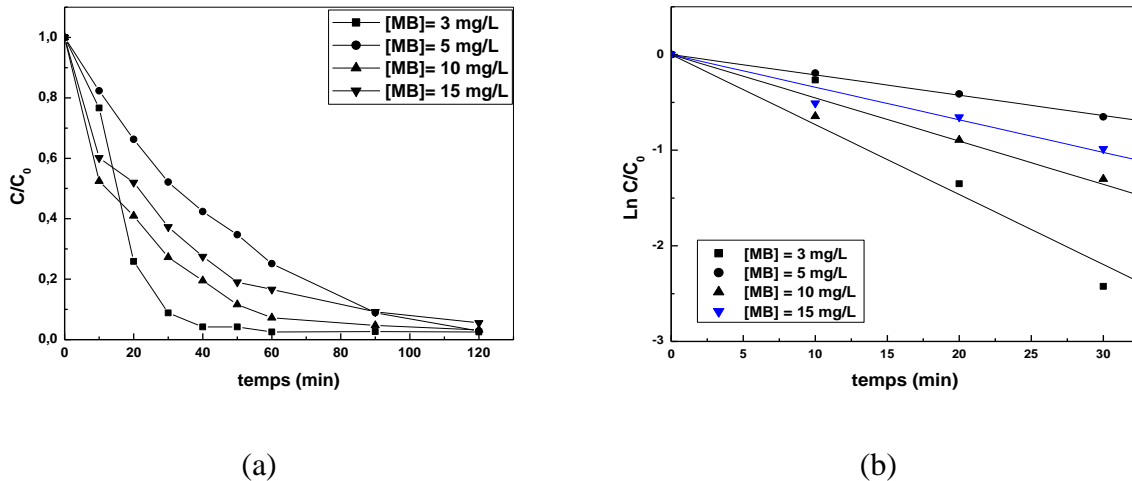 [MB]= 3 mg/L
[MB]= 5 mg/L
[MB]= 10 mg/L
[MB]= 15 mg/L
1,0
0,8
0,6
0,4
0,2
0,0
C/C0
0 20 40 60 80 100 120
temps (min)
(a)
0
-1
-2
-3
Ln C/C0
[MB] = 3 mg/L
[MB] = 5 mg/L
[MB] = 10 mg/L
[MB] = 15 mg/L
0 5 10 15 20 25 30
temps (min)
(b)